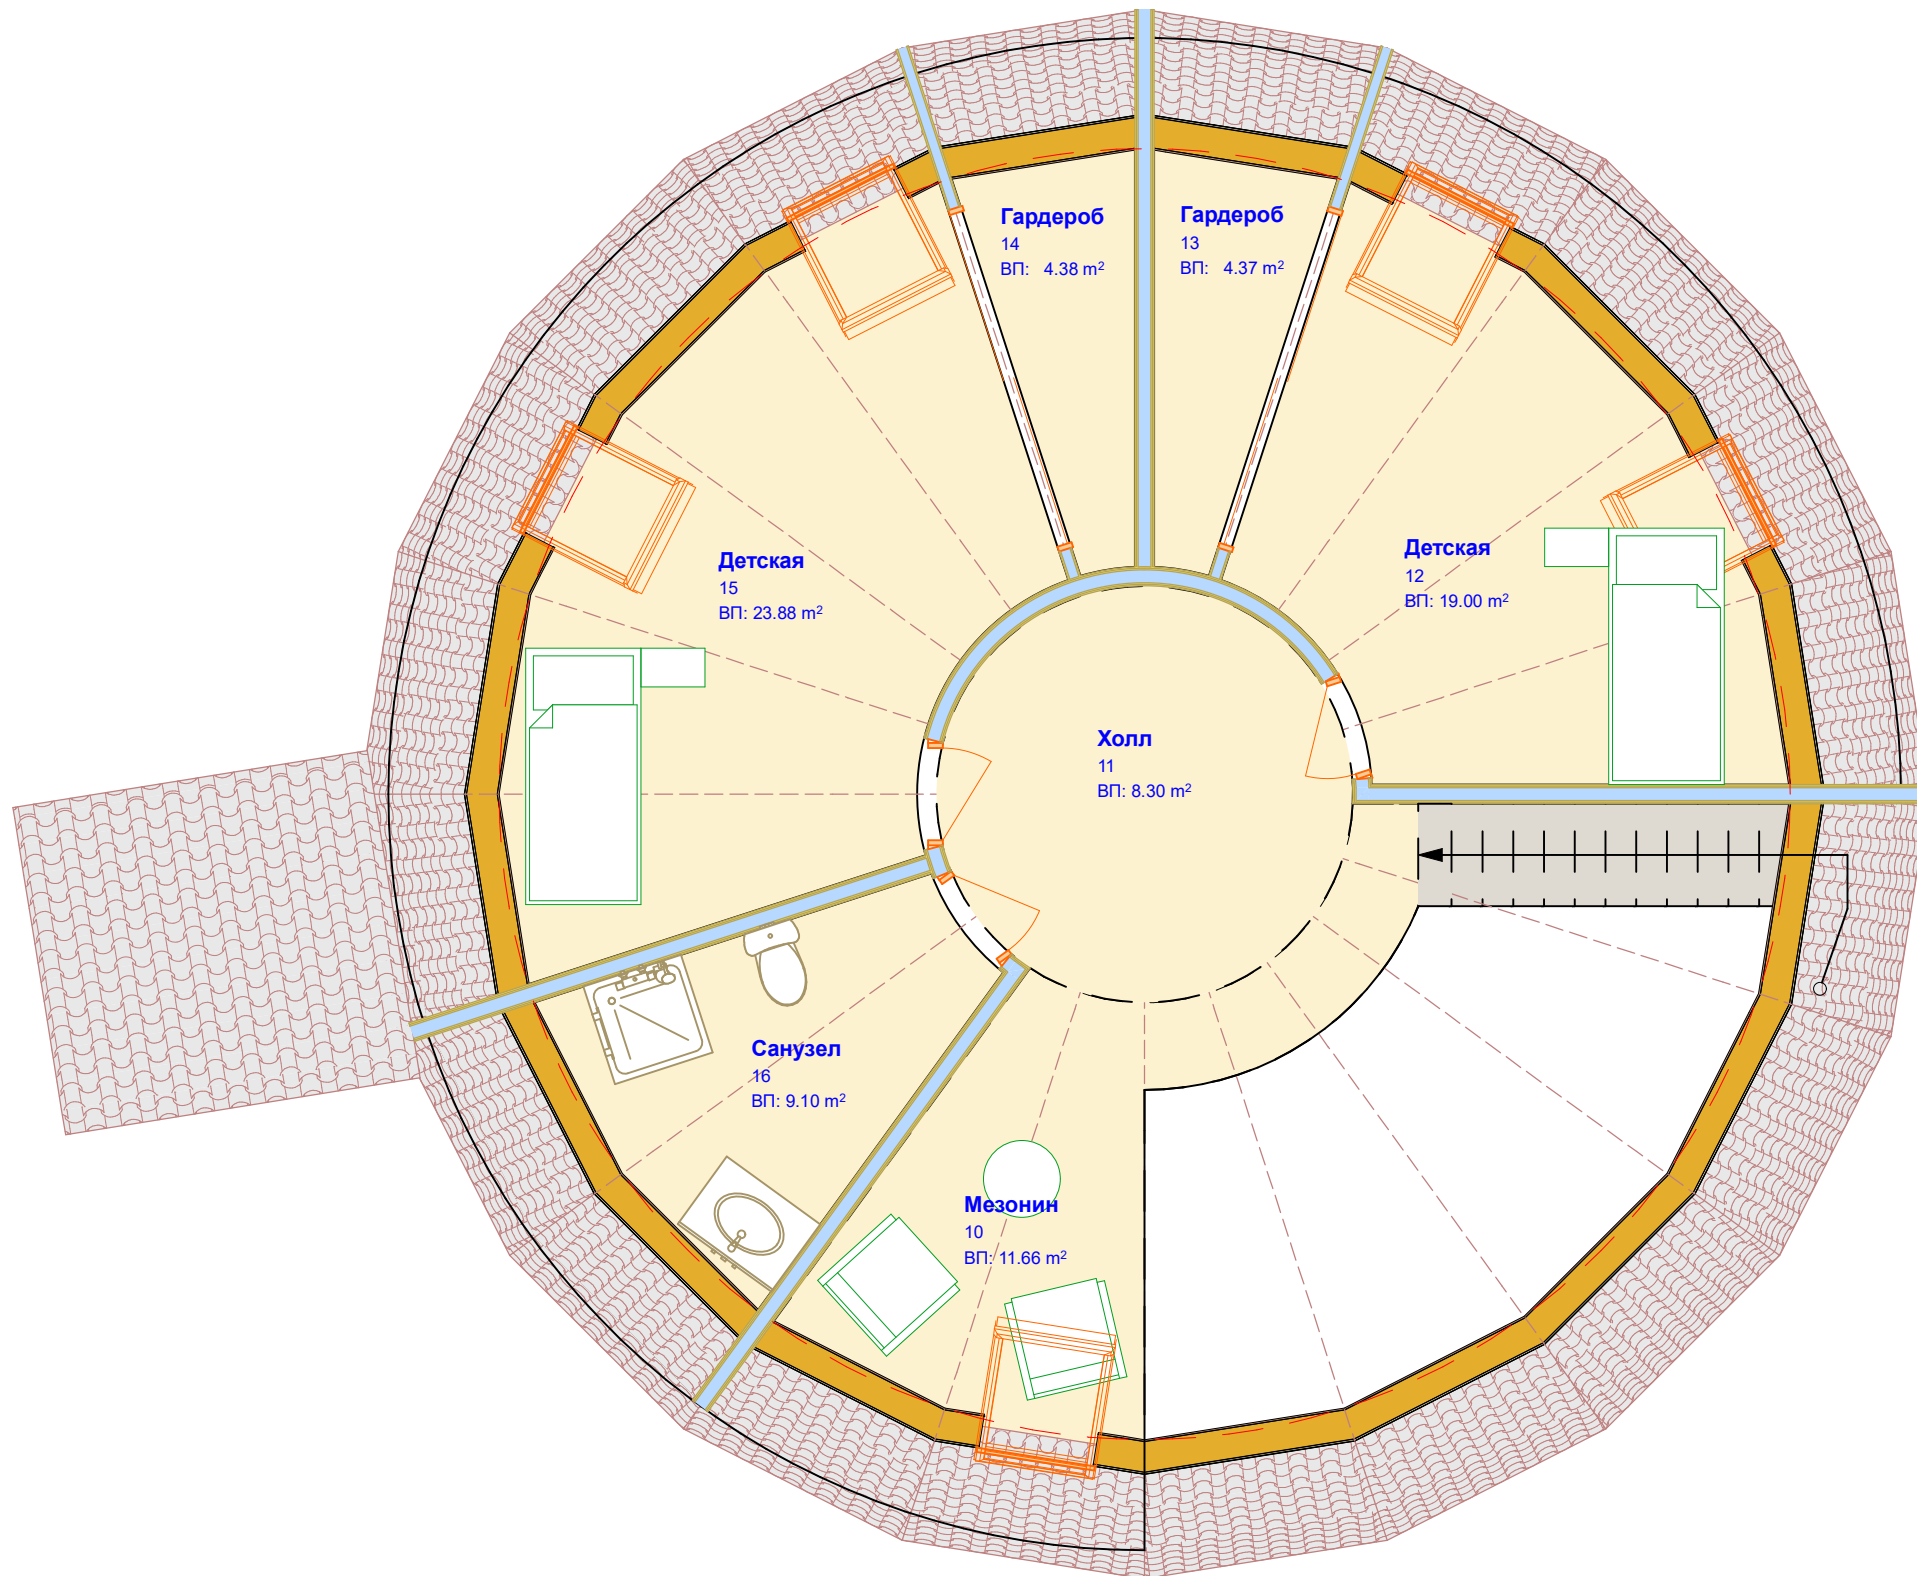 Гардероб
14
ВП: 4.38 m²
Гардероб
13
ВП: 4.37 m²
Детская
15
ВП: 23.88 m²
Детская
12
ВП: 19.00 m²
Холл
11
ВП: 8.30 m²
Санузел
16
ВП: 9.10 m²
Мезонин
10
ВП: 11.66 m²